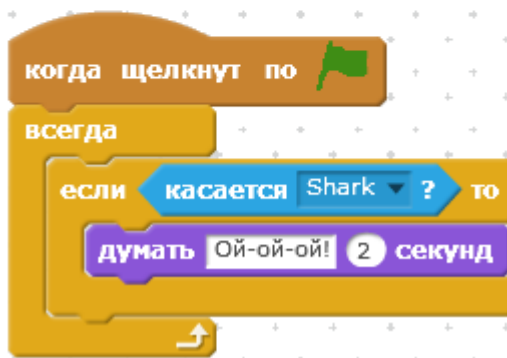 когда щелкнут по
всегда
если касается Shark ? то
думать Ой-ой-ой! 2 секунд